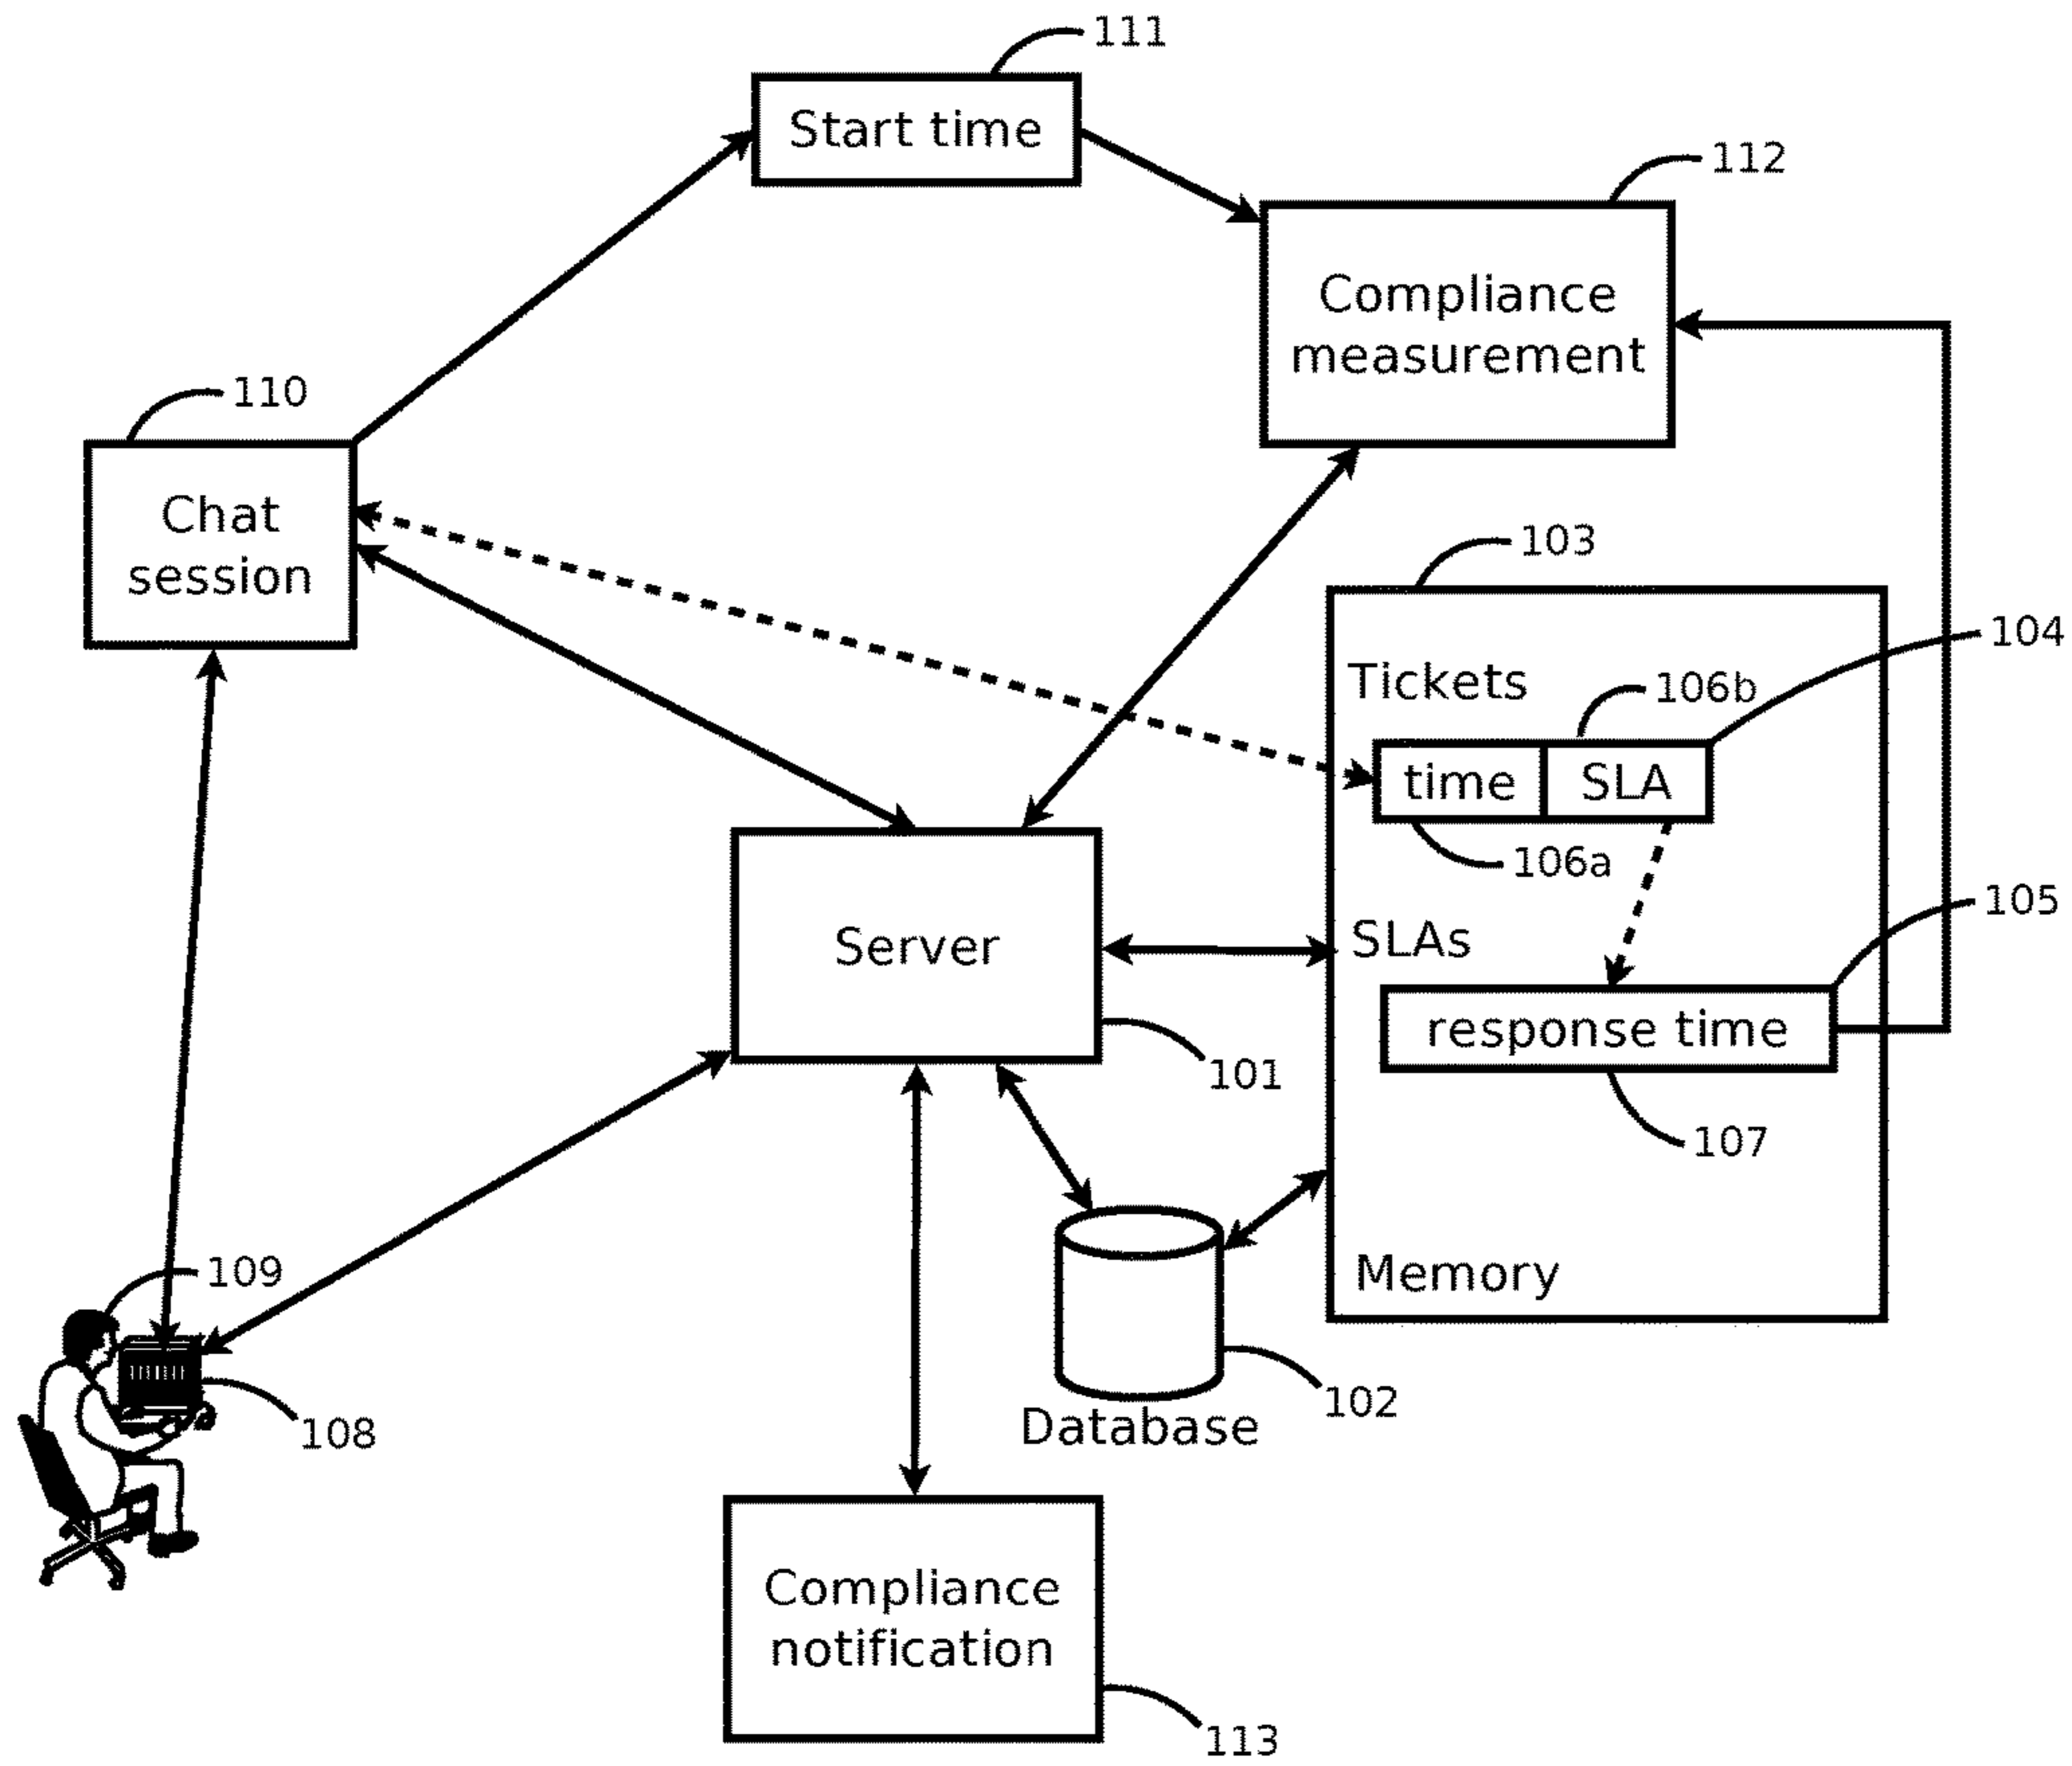 111
Start time
112
Compliance
measurement
110
Chat
session
103
104
Tickets
106b
time
SLA
106a
105
SLAs
Server
response time
101
107
109
Memory
102
108
Database
Compliance
notification
113